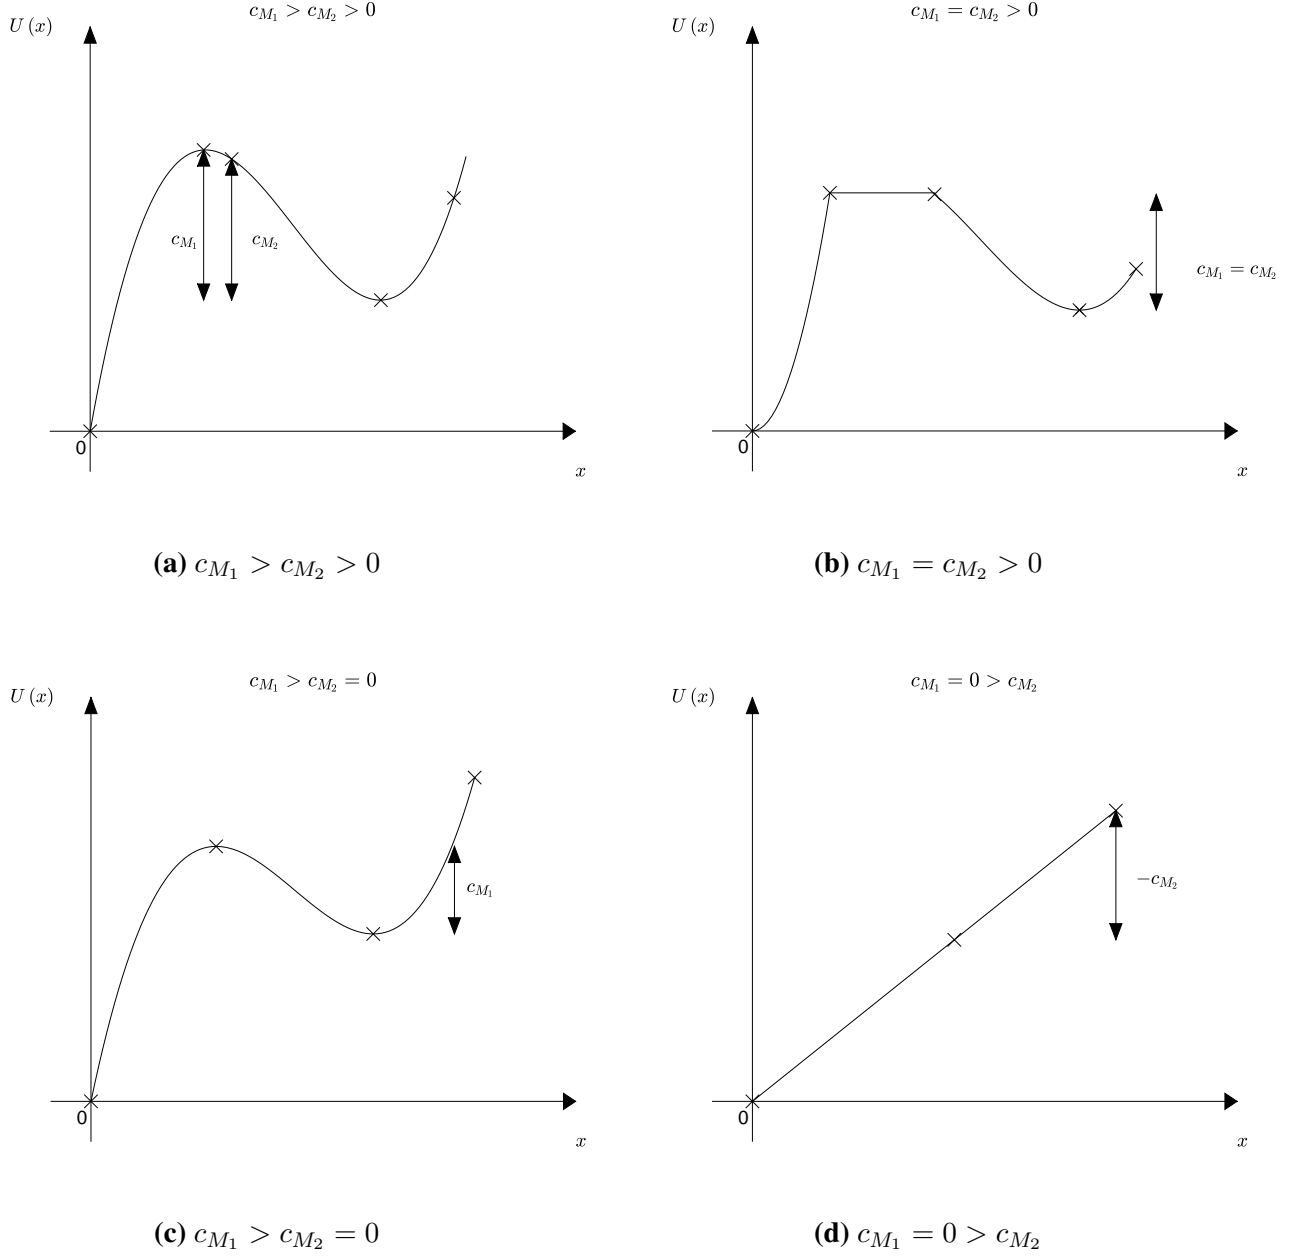 c_{M_1} > c_{M_2} > 0
U (x)
c_{M_1}
c_{M_2}
0
x
(a) c_{M_1} > c_{M_2} > 0
c_{M_1} = c_{M_2} > 0
U (x)
c_{M_1} = c_{M_2}
0
x
(b) c_{M_1} = c_{M_2} > 0
c_{M_1} > c_{M_2} = 0
U (x)
c_{M_1}
0
x
(c) c_{M_1} > c_{M_2} = 0
c_{M_1} = 0 > c_{M_2}
U (x)
−c_{M_2}
0
x
(d) c_{M_1} = 0 > c_{M_2}